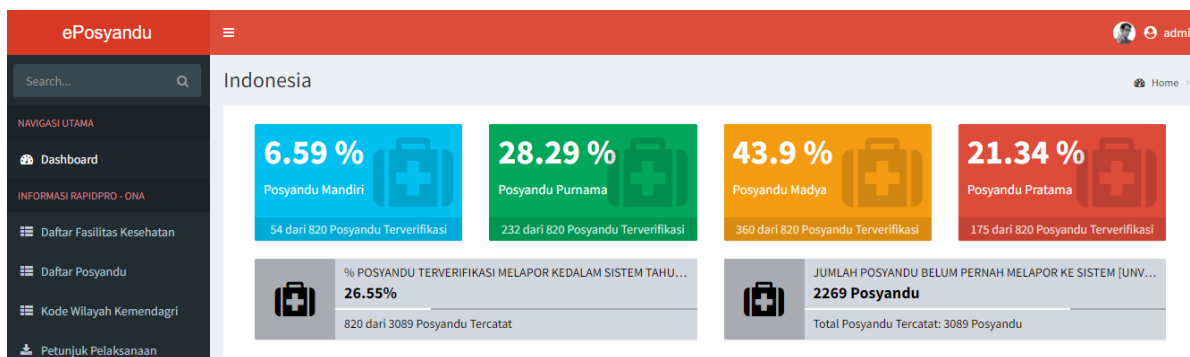 ePosyandu
admi
Search...
Indonesia
Home >
NAVIGASI UTAMA
Dashboard
INFORMASI RAPIDPRO - ONA
Daftar Fasilitas Kesehatan
Daftar Posyandu
Kode Wilayah Kemendagri
Petunjuk Pelaksanaan
6.59 %
Posyandu Mandiri
54 dari 820 Posyandu Terverifikasi
28.29 %
Posyandu Purnama
232 dari 820 Posyandu Terverifikasi
43.9 %
Posyandu Madya
360 dari 820 Posyandu Terverifikasi
21.34 %
Posyandu Pratama
175 dari 820 Posyandu Terverifikasi
% POSYANDU TERVERIFIKASI MELAPOR KEDALAM SISTEM TAHU...
26.55%
820 dari 3089 Posyandu Tercatat
JUMLAH POSYANDU BELUM PERNAH MELAPOR KE SISTEM [UNV...
2269 Posyandu
Total Posyandu Tercatat: 3089 Posyandu